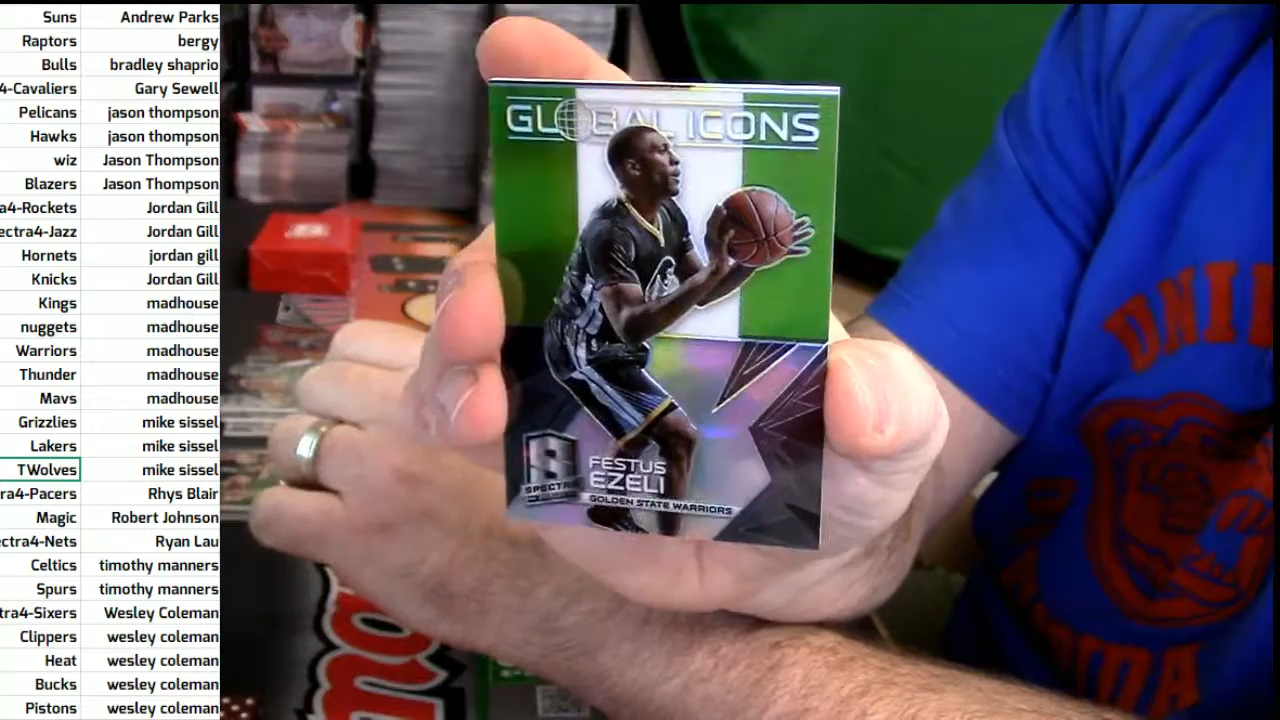 Suns Andrew Parks
Raptors bergy
Bulls bradley shaprio
4-Cavaliers Gary Sewell
Pelicans jason thompson
Hawks jason thompson
wiz Jason Thompson
Blazers Jason Thompson
a4-Rockets Jordan Gill
ectra4-Jazz Jordan Gill
Hornets jordan gill
Knicks Jordan Gill
Kings madhouse
nuggets madhouse
Warriors madhouse
Thunder madhouse
Mavs madhouse
Grizzlies mike sissel
Lakers mike sissel
TWolves mike sissel
ra4-Pacers Rhys Blair
Magic Robert Johnson
ectra4-Nets Ryan Lau
Celtics timothy manners
Spurs timothy manners
tra4-Sixers Wesley Coleman
Clippers wesley coleman
Heat wesley coleman
Bucks wesley coleman
Pistons wesley coleman
GLOBAL ICONS
SPECTRA
FESTUS
EZELI
GOLDEN STATE WARRIORS
UNI